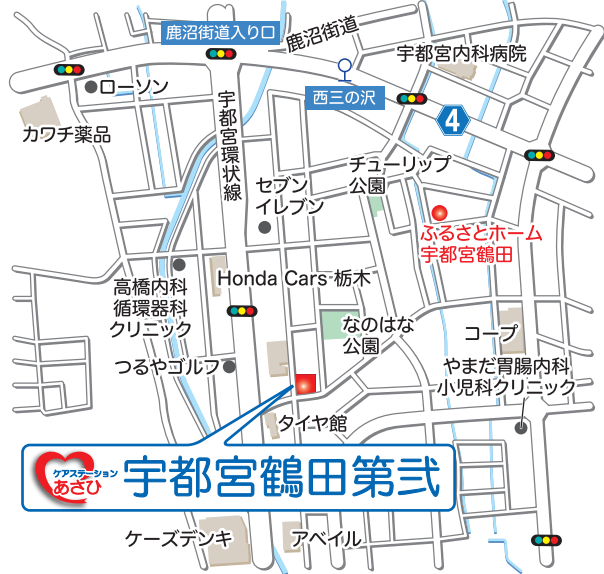 鹿沼街道入り口
鹿沼街道
宇都宮内科病院
ローソン
西三の沢
4
カワチ薬品
宇都宮環状線
チューリップ
公園
セブン
イレブン
ふるさとホーム
宇都宮鶴田
高橋内科
循環器科
クリニック
Honda Cars 栃木
なのはな
公園
コープ
つるやゴルフ
やまだ胃腸内科
小児科クリニック
タイヤ館
ケアステーション
あさひ
宇都宮鶴田第弐
ケーズデンキ
アベイル